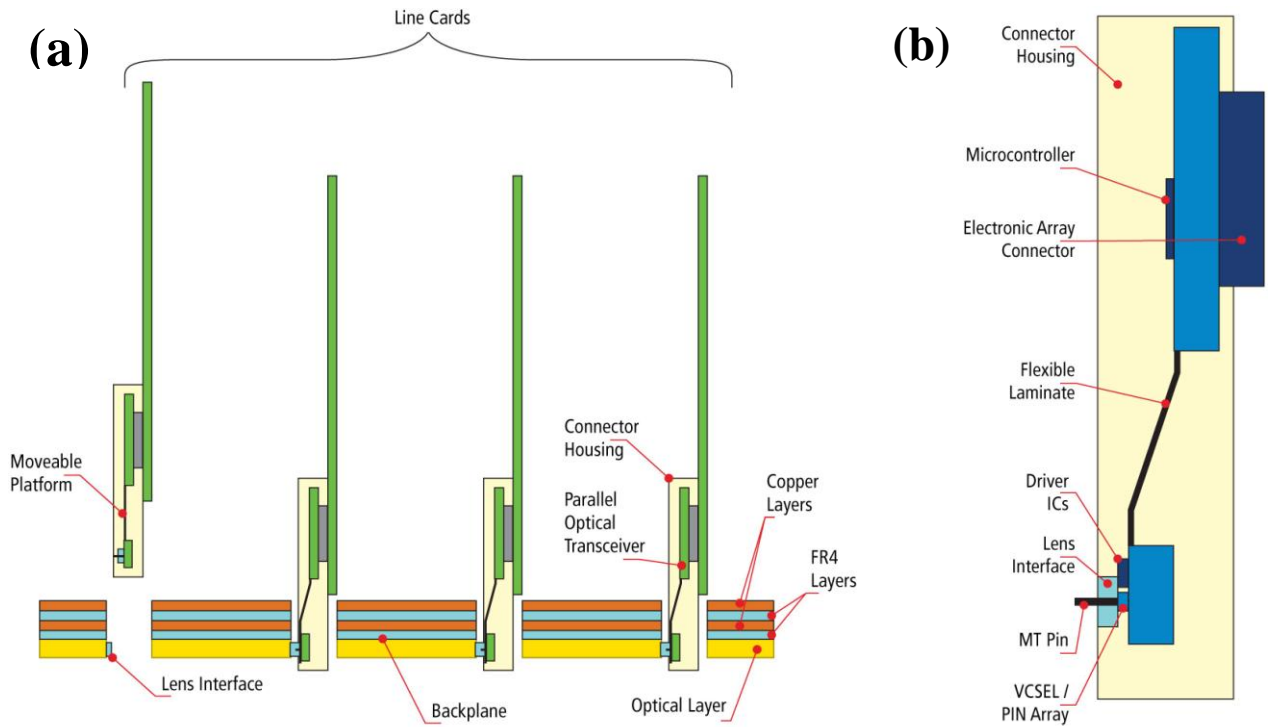 (a)
Line Cards
Moveable
Platform
Connector
Housing
Parallel
Optical
Transceiver
Copper
Layers
FR4
Layers
Lens Interface
Backplane
Optical Layer
(b)
Connector
Housing
Microcontroller
Electronic Array
Connector
Flexible
Laminate
Driver
ICs
Lens
Interface
MT Pin
VCSEL /
PIN Array